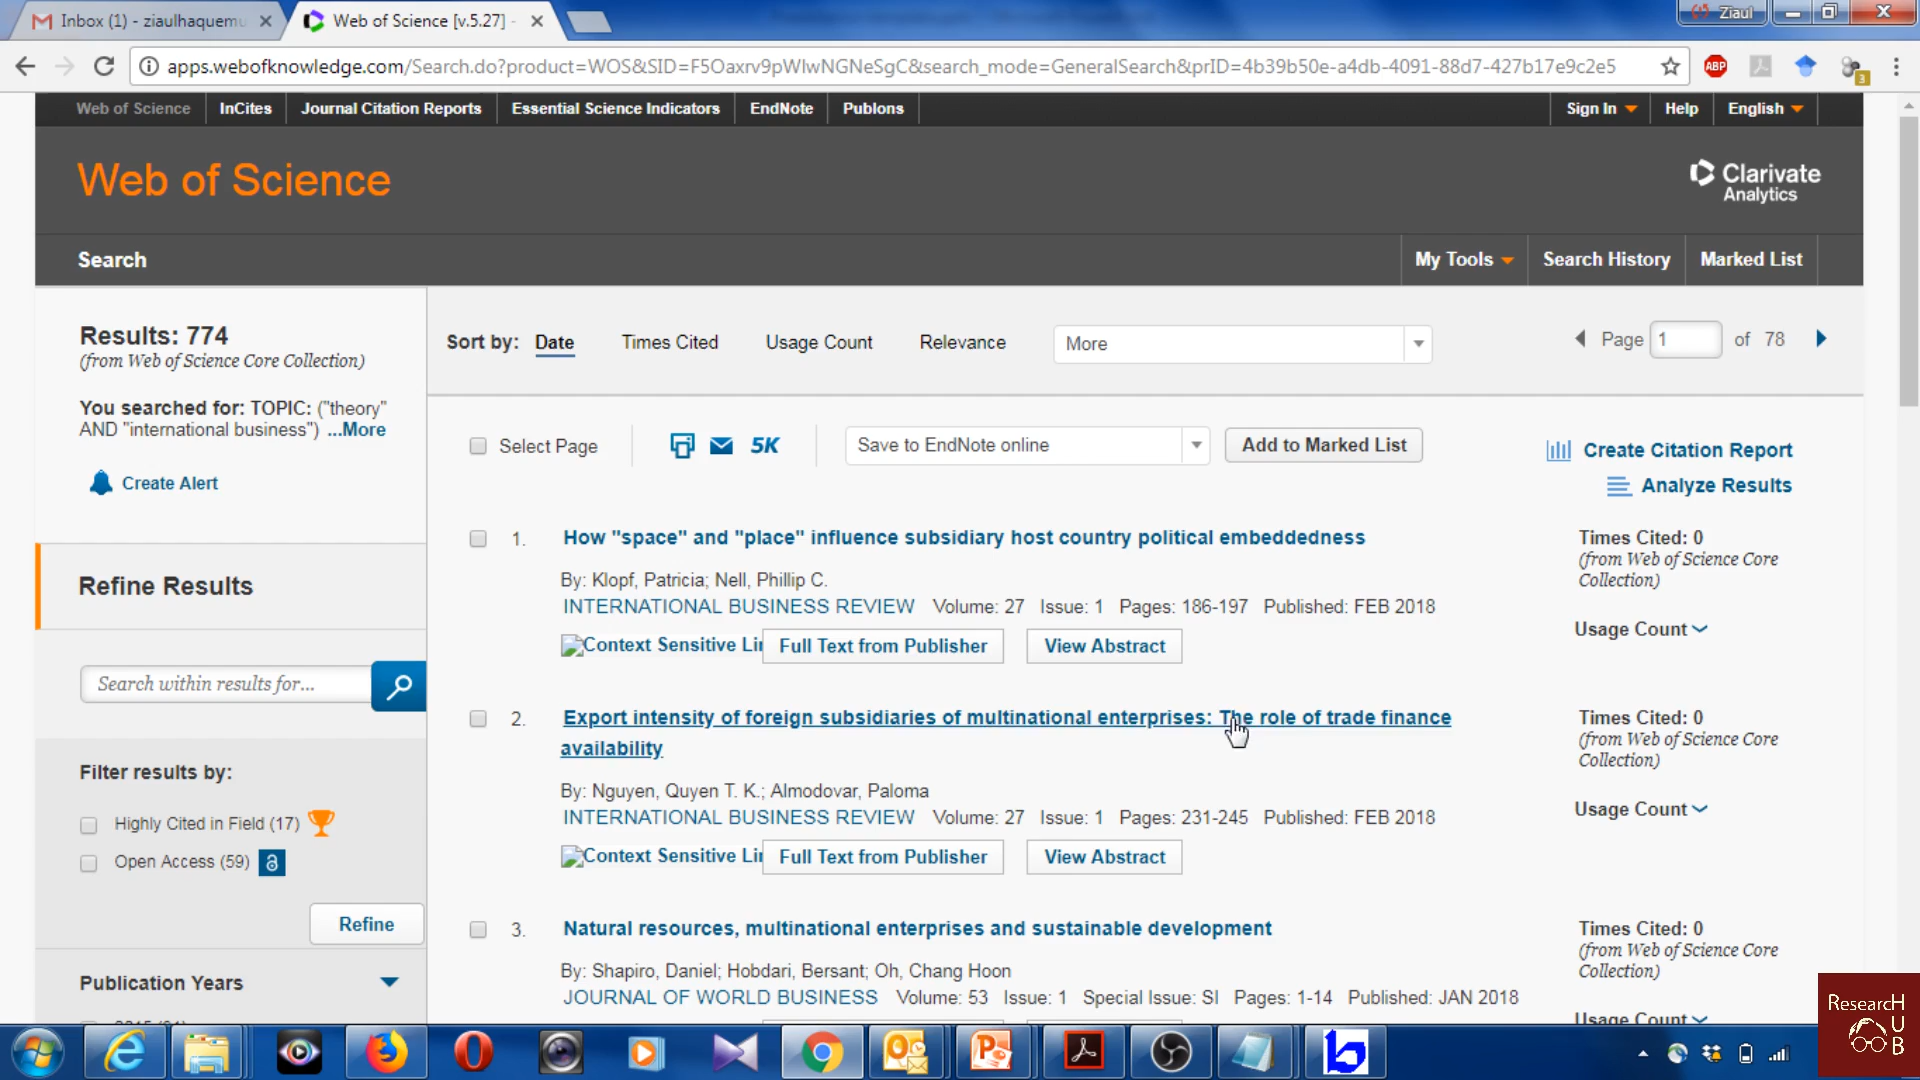 Inbox (1) - ziaulhaquemu
Web of Science [v.5.27] -
Ziaul
apps.webofknowledge.com/Search.do?product=WOS&SID=F5Oaxrv9pWlwNGNeSgC&search_mode=GeneralSearch&prID=4b39b50e-a4db-4091-88d7-427b17e9c2e5
ABP
3
Web of Science InCites Journal Citation Reports Essential Science Indicators EndNote Publons Sign In Help English
Web of Science
Clarivate
Analytics
Search My Tools Search History Marked List
Results: 774
(from Web of Science Core Collection)
You searched for: TOPIC: ("theory"
AND "international business") ...More
Create Alert
Refine Results
Search within results for...
Filter results by:
Highly Cited in Field (17)
Open Access (59)
Refine
Publication Years
Sort by: Date Times Cited Usage Count Relevance More
Page 1 of 78
Select Page 5K Save to EndNote online Add to Marked List
Create Citation Report
Analyze Results
1. How "space" and "place" influence subsidiary host country political embeddedness
By: Klopf, Patricia; Nell, Phillip C.
INTERNATIONAL BUSINESS REVIEW Volume: 27 Issue: 1 Pages: 186-197 Published: FEB 2018
Context Sensitive Lin Full Text from Publisher View Abstract
Times Cited: 0
(from Web of Science Core
Collection)
Usage Count
2. Export intensity of foreign subsidiaries of multinational enterprises: The role of trade finance
availability
By: Nguyen, Quyen T. K.; Almodovar, Paloma
INTERNATIONAL BUSINESS REVIEW Volume: 27 Issue: 1 Pages: 231-245 Published: FEB 2018
Context Sensitive Lin Full Text from Publisher View Abstract
Times Cited: 0
(from Web of Science Core
Collection)
Usage Count
3. Natural resources, multinational enterprises and sustainable development
By: Shapiro, Daniel; Hobdari, Bersant; Oh, Chang Hoon
JOURNAL OF WORLD BUSINESS Volume: 53 Issue: 1 Special Issue: SI Pages: 1-14 Published: JAN 2018
Times Cited: 0
(from Web of Science Core
Collection)
Usage Count
ResearcH
U
B